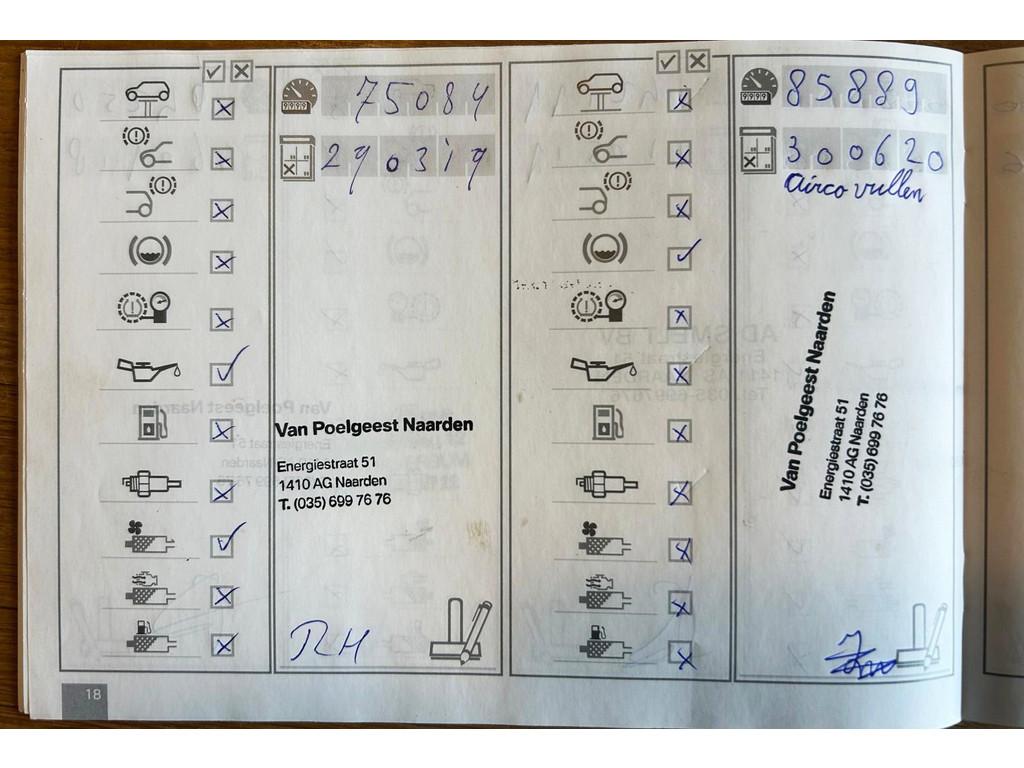 75084
290319
Van Poelgeest Naarden
Energiestraat 51
1410 AG Naarden
T. (035) 699 76 76
RH
18
85889
300620
Airco vullen
Van Poelgeest Naarden
Energiestraat 51
1410 AG Naarden
T. (035) 699 76 76